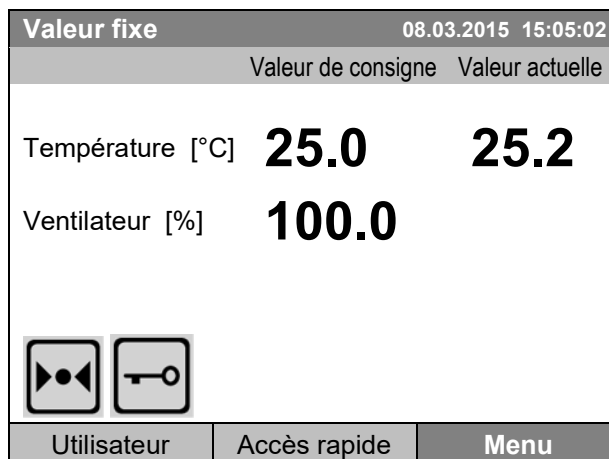 Valeur fixe 08.03.2015 15:05:02
Valeur de consigne Valeur actuelle
Température [°C] 25.0 25.2
Ventilateur [%] 100.0
Utilisateur Accès rapide Menu